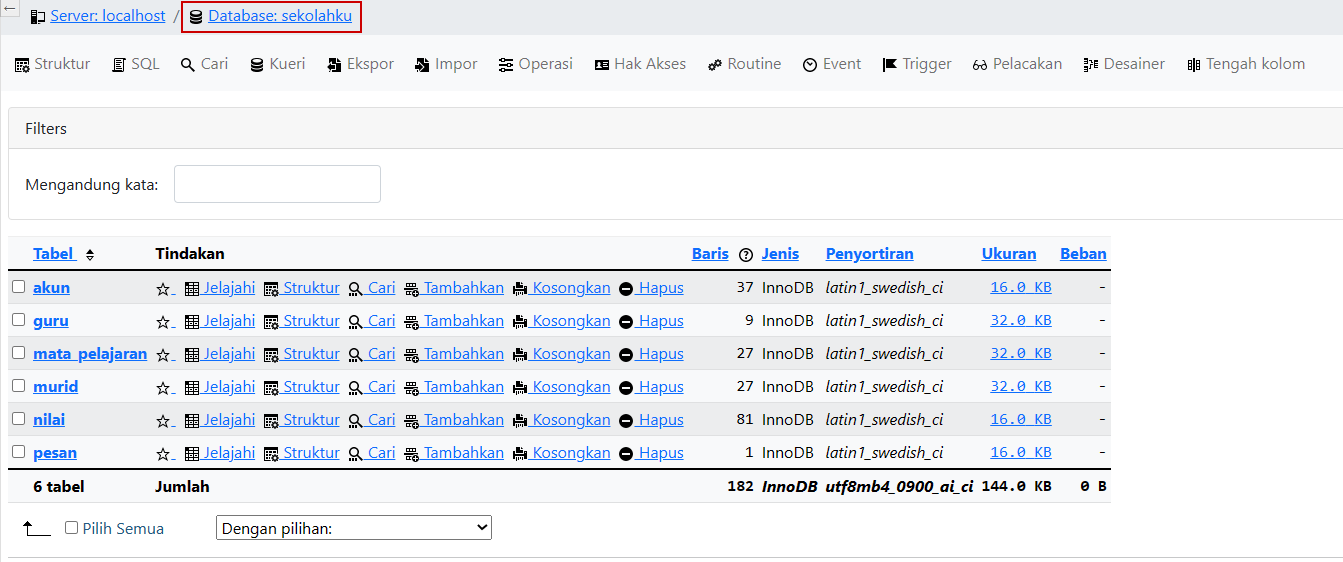 Server: localhost / Database: sekolahku
Struktur SQL Cari Kueri Ekspor Impor Operasi Hak Akses Routine Event Trigger Pelacakan Desainer Tengah kolom
Filters
Mengandung kata:
Tabel Tindakan Baris Jenis Penyortiran Ukuran Beban
akun Jelajahi Struktur Cari Tambahkan Kosongkan Hapus 37 InnoDB latin1_swedish_ci 16.0 KB -
guru Jelajahi Struktur Cari Tambahkan Kosongkan Hapus 9 InnoDB latin1_swedish_ci 32.0 KB -
mata_pelajaran Jelajahi Struktur Cari Tambahkan Kosongkan Hapus 27 InnoDB latin1_swedish_ci 32.0 KB -
murid Jelajahi Struktur Cari Tambahkan Kosongkan Hapus 27 InnoDB latin1_swedish_ci 32.0 KB -
nilai Jelajahi Struktur Cari Tambahkan Kosongkan Hapus 81 InnoDB latin1_swedish_ci 16.0 KB -
pesan Jelajahi Struktur Cari Tambahkan Kosongkan Hapus 1 InnoDB latin1_swedish_ci 16.0 KB -
6 tabel Jumlah 182 InnoDB utf8mb4_0900_ai_ci 144.0 KB 0 B
Pilih Semua Dengan pilihan: